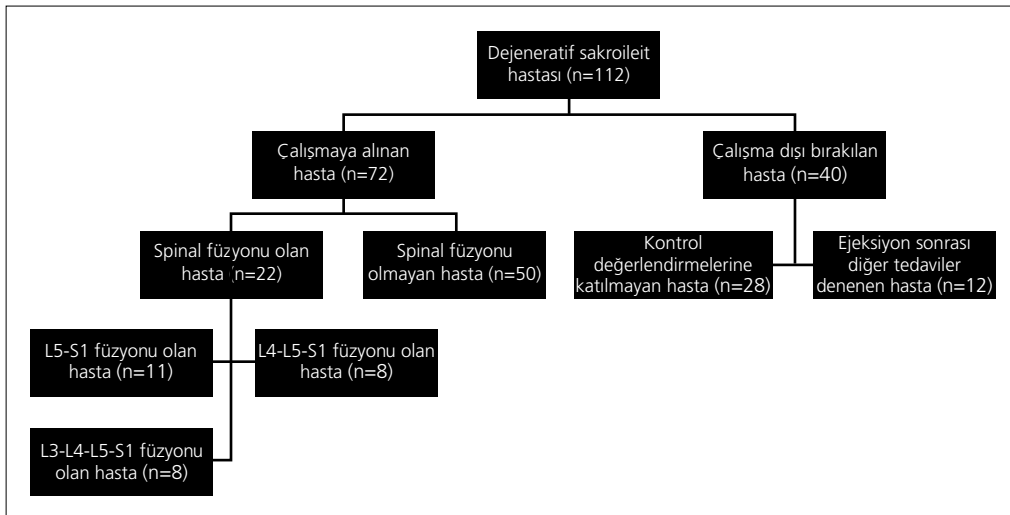 Dejeneratif sakroileit
hastası (n=112)
Çalışmaya alınan
hasta (n=72)
Çalışma dışı bırakılan
hasta (n=40)
Spinal füzyonu olan
hasta (n=22)
Spinal füzyonu
olmayan hasta (n=50)
Kontrol
değerlendirmelerine
katılmayan hasta (n=28)
Ejeksiyon sonrası
diğer tedaviler
denenen hasta (n=12)
L5-S1 füzyonu olan
hasta (n=11)
L4-L5-S1 füzyonu olan
hasta (n=8)
L3-L4-L5-S1 füzyonu
olan hasta (n=8)